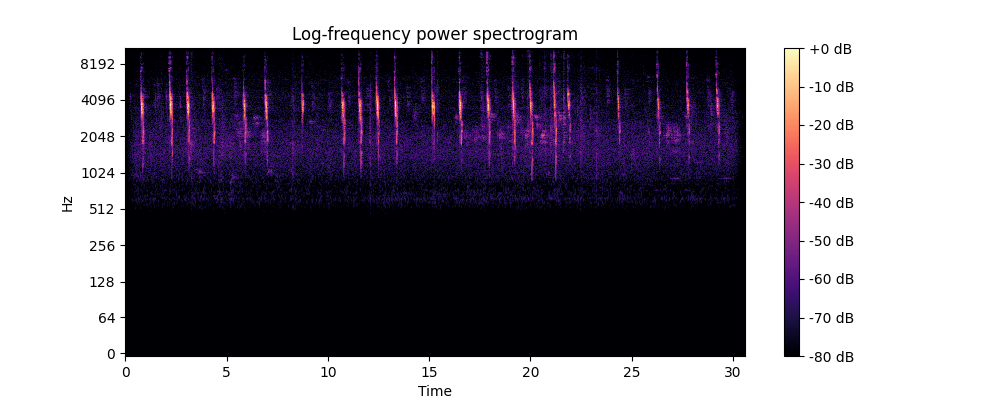 Log-frequency power spectrogram
Hz
8192
4096
2048
1024
512
256
128
64
0
0 5 10 15 20 25 30
Time
+0 dB
-10 dB
-20 dB
-30 dB
-40 dB
-50 dB
-60 dB
-70 dB
-80 dB